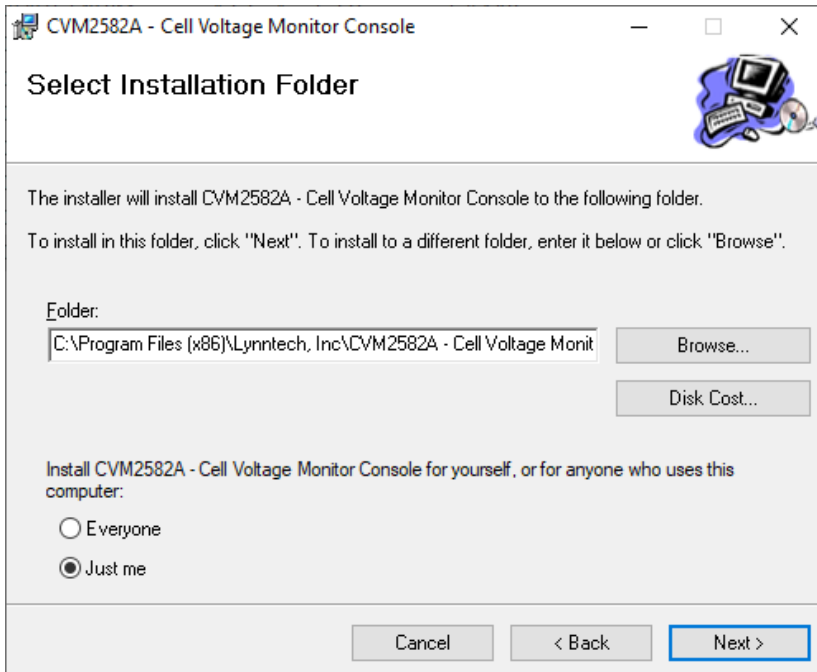 CVM2582A - Cell Voltage Monitor Console
Select Installation Folder
The installer will install CVM2582A - Cell Voltage Monitor Console to the following folder.
To install in this folder, click "Next". To install to a different folder, enter it below or click "Browse".
Folder:
C:\Program Files (x86)\Lynntech, Inc\CVM2582A - Cell Voltage Monit
Browse...
Disk Cost...
Install CVM2582A - Cell Voltage Monitor Console for yourself, or for anyone who uses this
computer:
Everyone
Just me
Cancel
< Back
Next >